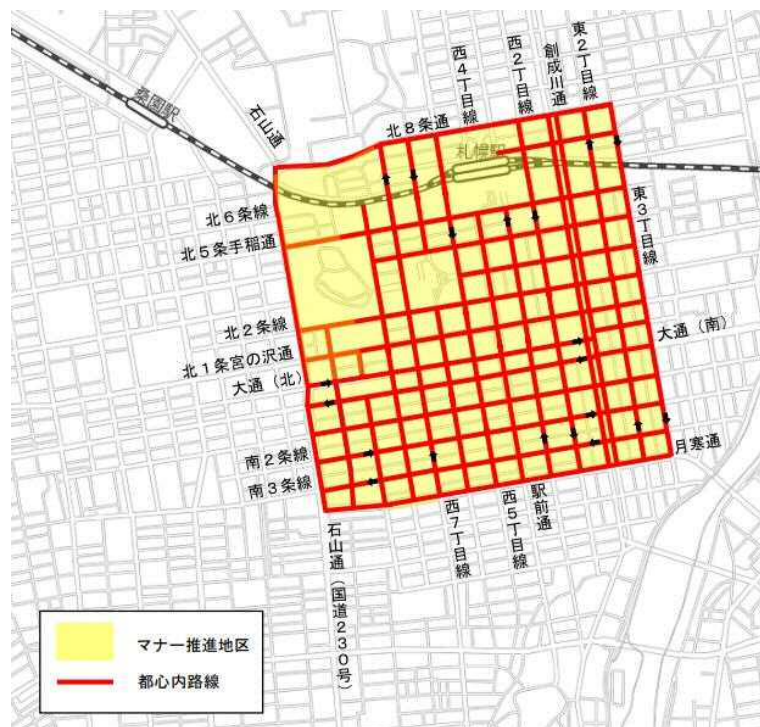 西4丁目線
西2丁目線
創成川通
東2丁目線
桑園駅
石山通
北8条通
札幌駅
北6条線
北5条手稲通
東3丁目線
北2条線
北1条宮の沢通
大通(北)
大通(南)
南2条線
南3条線
月寒通
西7丁目線
西5丁目線
駅前通
石山通(国道230号)
マナー推進地区
都心内路線